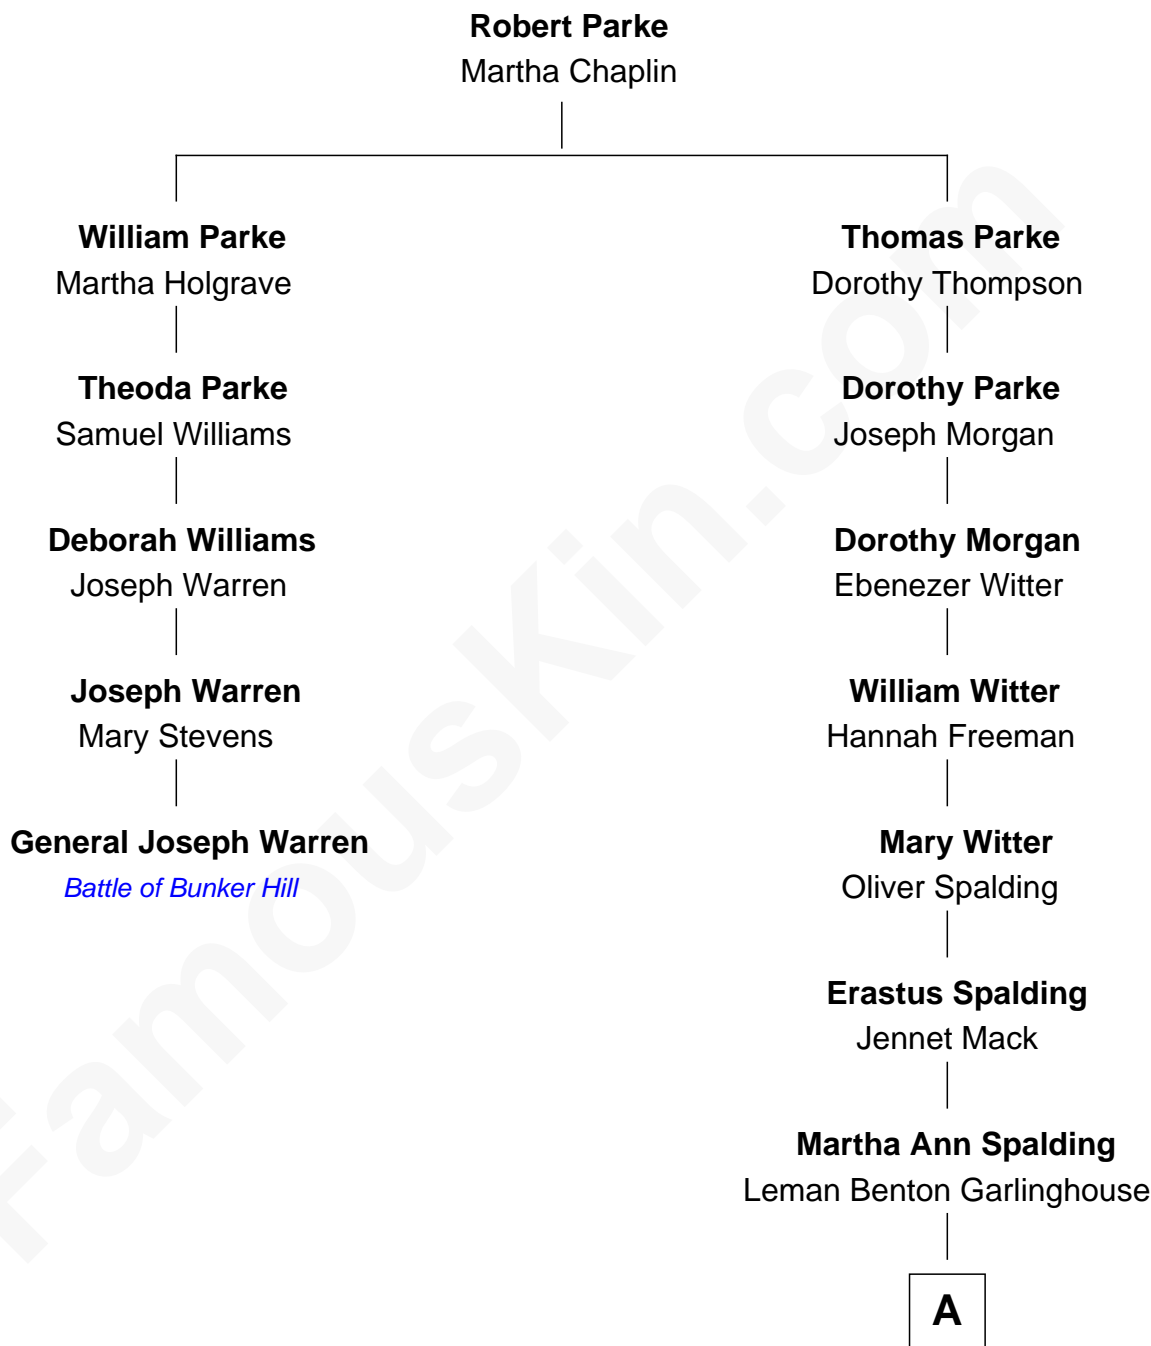 Robert Parke
Martha Chaplin
William Parke
Martha Holgrave
Thomas Parke
Dorothy Thompson
Theoda Parke
Samuel Williams
Dorothy Parke
Joseph Morgan
Deborah Williams
Joseph Warren
Dorothy Morgan
Ebenezer Witter
Joseph Warren
Mary Stevens
William Witter
Hannah Freeman
General Joseph Warren
Battle of Bunker Hill
Mary Witter
Oliver Spalding
Erastus Spalding
Jennet Mack
Martha Ann Spalding
Leman Benton Garlinghouse
A
FamousKin.com